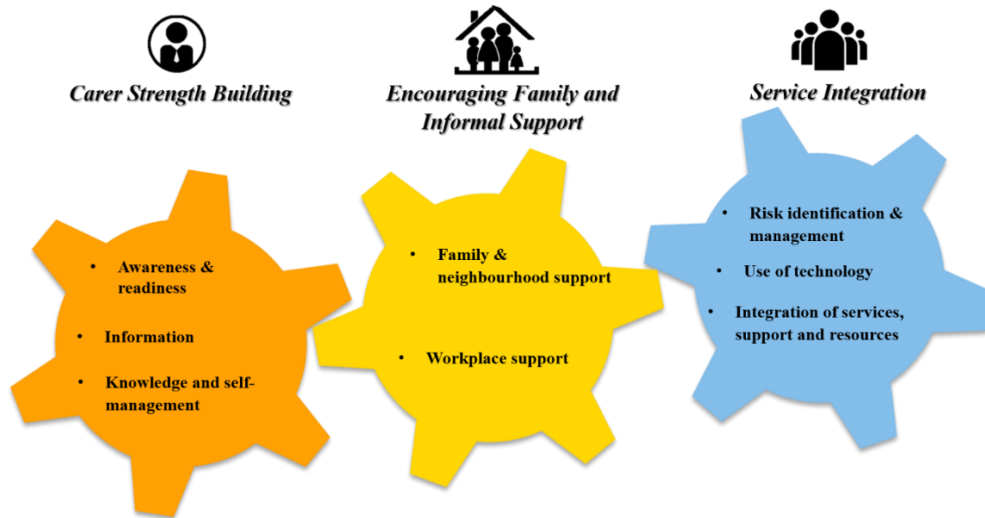 Carer Strength Building
Encouraging Family and
Informal Support
Service Integration
• Awareness &
readiness
• Information
• Knowledge and self-
management
• Family &
neighbourhood support
• Workplace support
• Risk identification &
management
• Use of technology
• Integration of services,
support and resources